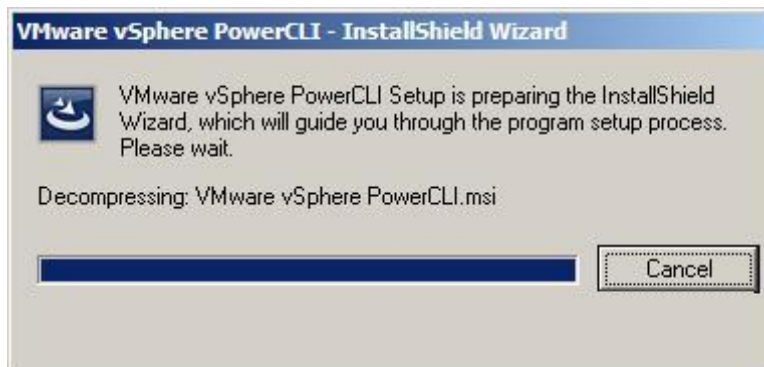 VMware vSphere PowerCLI - InstallShield Wizard
VMware vSphere PowerCLI Setup is preparing the InstallShield
Wizard, which will guide you through the program setup process.
Please wait.
Decompressing: VMware vSphere PowerCLI.msi
Cancel